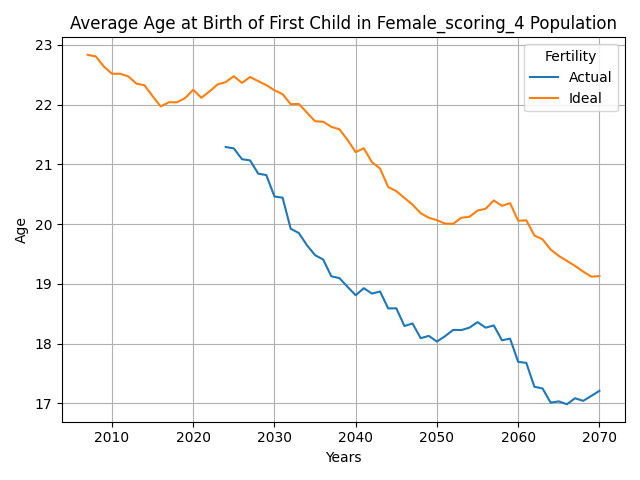 Average Age at Birth of First Child in Female_scoring_4 Population
Fertility
Actual
Ideal
Age
23
22
21
20
19
18
17
2010 2020 2030 2040 2050 2060 2070
Years